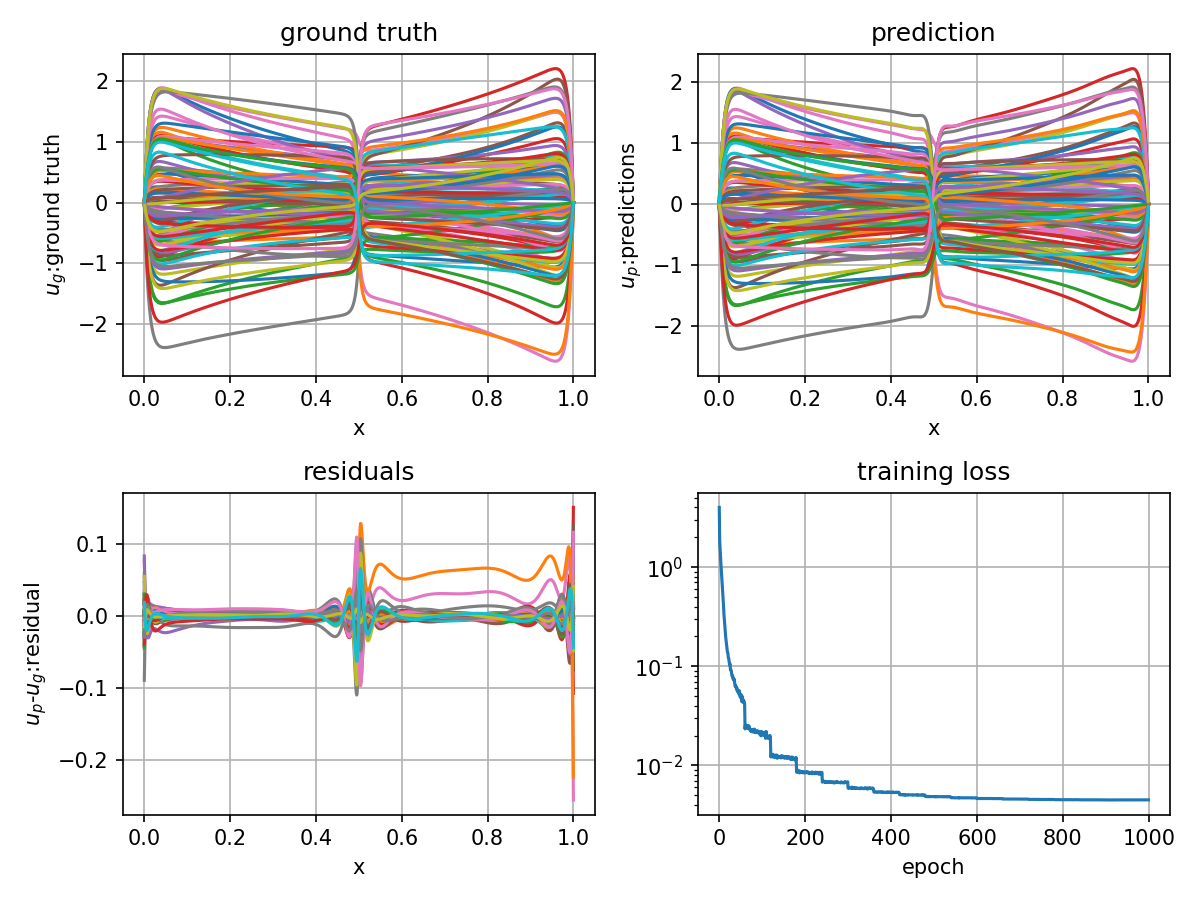 ground truth
u_g:ground truth
2
1
0
−1
−2
0.0 0.2 0.4 0.6 0.8 1.0
x
prediction
u_p:predictions
2
1
0
−1
−2
0.0 0.2 0.4 0.6 0.8 1.0
x
residuals
u_p-u_g:residual
0.1
0.0
−0.1
−0.2
0.0 0.2 0.4 0.6 0.8 1.0
x
training loss
10^0
10^−1
10^−2
0 200 400 600 800 1000
epoch